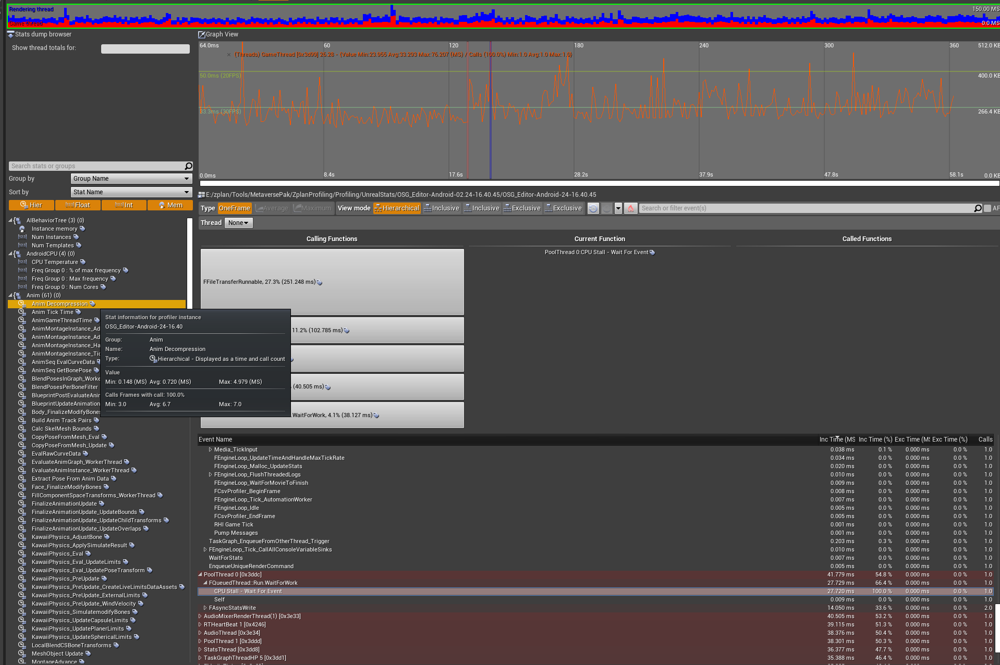 Rendering thread
150.00 MS
Game thread
0.0 MS
Stats dump browser
Graph View
Show thread totals for:
64.0ms
60
120
180
240
300
360
512.0 KB
(Threads) GameThread [0x3d99] 26.28 - (Value Min:23.955 Avg:33.293 Max:76.207 (MS) / Calls (100.0%) Min:1.0 Avg:1.0 Max:1.0)
50.0ms (20FPS)
400.0 KB
33.3ms (30FPS)
266.4 KB
Search stats or groups
0.0ms
8.4s
17.6s
28.2s
37.9s
47.8s
58.1s
0.0 KB
Group by
Group Name
Sort by
Stat Name
E:/zplan/Tools/MetaversePak/ZplanProfiling/Profiling/UnrealStats/OSG_Editor-Android-02.24-16.40.45/OSG_Editor-Android-24-16.40.45
Hier
Float
Int
Mem
Type
OneFrame
Average
Maximum
View mode
Hierarchical
Inclusive
Inclusive
Exclusive
Exclusive
Search or filter event(s)
AF
Thread
None
AIBehaviorTree (3) (0)
Instance memory
Num Instances
Num Templates
AndroidCPU (4) (0)
CPU Temperature
Freq Group 0 : % of max frequency
Freq Group 0 : Max frequency
Freq Group 0 : Num Cores
Anim (61) (0)
Anim Decompression
Anim Tick Time
AnimGameThreadTime
AnimMontageInstance_Ad
AnimMontageInstance_Ad
AnimMontageInstance_Ha
AnimMontageInstance_Tic
AnimSeq EvalCurveData
AnimSeq GetBonePose
BlendPosesInGraph_Worke
BlendPosesPerBoneFilter
BlueprintPostEvaluateAnim
BlueprintUpdateAnimation
Body_FinalizeModifyBones
Build Anim Track Pairs
Calc SkelMesh Bounds
CopyPoseFromMesh_Eval
CopyPoseFromMesh_Update
EvalRawCurveData
EvaluateAnimGraph_WorkerThread
EvaluateAnimInstance_WorkerThread
Extract Pose From Anim Data
Face_FinalizeModifyBones
FillComponentSpaceTransforms_WorkerThread
FinalizeAnimationUpdate
FinalizeAnimationUpdate_UpdateBounds
FinalizeAnimationUpdate_UpdateChildTransforms
FinalizeAnimationUpdate_UpdateOverlaps
KawaiiPhysics_AdjustBone
KawaiiPhysics_ApplySimulateResult
KawaiiPhysics_Eval
KawaiiPhysics_Eval_UpdateLimits
KawaiiPhysics_Eval_UpdatePoseTransform
KawaiiPhysics_PreUpdate
KawaiiPhysics_PreUpdate_CreateLiveLimitsDataAssets
KawaiiPhysics_PreUpdate_ExternalLimits
KawaiiPhysics_PreUpdate_WindVelocity
KawaiiPhysics_SimulatemodifyBones
KawaiiPhysics_UpdateCapsuleLimits
KawaiiPhysics_UpdatePlanerLimits
KawaiiPhysics_UpdateSphericalLimits
LocalBlendCSBoneTransforms
MeshObject Update
MontageAdvance
Stat information for profiler instance
OSG_Editor-Android-24-16.40
Group: Anim
Name: Anim Decompression
Type: Hierarchical - Displayed as a time and call count
Value
Min: 0.148 (MS) Avg: 0.720 (MS) Max: 4.979 (MS)
Calls Frames with call: 100.0%
Min: 3.0 Avg: 6.7 Max: 7.0
Calling Functions
Current Function
Called Functions
PoolThread 0:CPU Stall - Wait For Event
FFileTransferRunnable, 27.3% (251.248 ms)
11.2% (102.785 ms)
(40.505 ms)
.WaitForWork, 4.1% (38.127 ms)
Event Name Inc Time (MS Inc Time (%) Exc Time (MS Exc Time (%) Calls
Media_TickInput 0.038 ms 0.1 % 0.000 ms 0.0 % 1.0
FEngineLoop_UpdateTimeAndHandleMaxTickRate 0.034 ms 0.0 % 0.000 ms 0.0 % 1.0
FEngineLoop_Malloc_UpdateStats 0.020 ms 0.0 % 0.000 ms 0.0 % 1.0
FEngineLoop_FlushThreadedLogs 0.010 ms 0.0 % 0.000 ms 0.0 % 1.0
FEngineLoop_WaitForMovieToFinish 0.009 ms 0.0 % 0.000 ms 0.0 % 1.0
FCsvProfiler_BeginFrame 0.008 ms 0.0 % 0.000 ms 0.0 % 1.0
FEngineLoop_Tick_AutomationWorker 0.007 ms 0.0 % 0.000 ms 0.0 % 1.0
FEngineLoop_Idle 0.005 ms 0.0 % 0.000 ms 0.0 % 1.0
FCsvProfiler_EndFrame 0.005 ms 0.0 % 0.000 ms 0.0 % 1.0
RHI Game Tick 0.001 ms 0.0 % 0.000 ms 0.0 % 1.0
Pump Messages 0.001 ms 0.0 % 0.000 ms 0.0 % 1.0
TaskGraph_EnqueueFromOtherThread_Trigger 0.203 ms 0.3 % 0.000 ms 0.0 % 1.0
FEngineLoop_Tick_CallAllConsoleVariableSinks 0.010 ms 0.0 % 0.000 ms 0.0 % 1.0
WaitForStats 0.007 ms 0.0 % 0.000 ms 0.0 % 1.0
EnqueueUniqueRenderCommand 0.005 ms 0.0 % 0.000 ms 0.0 % 1.0
PoolThread 0 [0x3ddc] 41.779 ms 54.8 % 0.000 ms 0.0 % 1.0
FQueuedThread::Run.WaitForWork 27.729 ms 66.4 % 0.000 ms 0.0 % 1.0
CPU Stall - Wait For Event 27.720 ms 100.0 % 0.000 ms 0.0 % 1.0
Self 0.009 ms 0.0 % 0.000 ms 0.0 % 1.0
FAsyncStatsWrite 14.050 ms 33.6 % 0.000 ms 0.0 % 2.0
AudioMixerRenderThread(1) [0x3e33] 40.505 ms 53.2 % 0.000 ms 0.0 % 1.0
RTHeartBeat 1 [0x4246] 39.115 ms 51.3 % 0.000 ms 0.0 % 1.0
AudioThread [0x3e34] 38.376 ms 50.4 % 0.000 ms 0.0 % 1.0
PoolThread 1 [0x3ddd] 38.301 ms 50.3 % 0.000 ms 0.0 % 1.0
StatsThread [0x3dd8] 36.377 ms 47.7 % 0.000 ms 0.0 % 1.0
TaskGraphThreadHP 5 [0x3dd1] 35.388 ms 46.4 % 0.000 ms 0.0 % 1.0